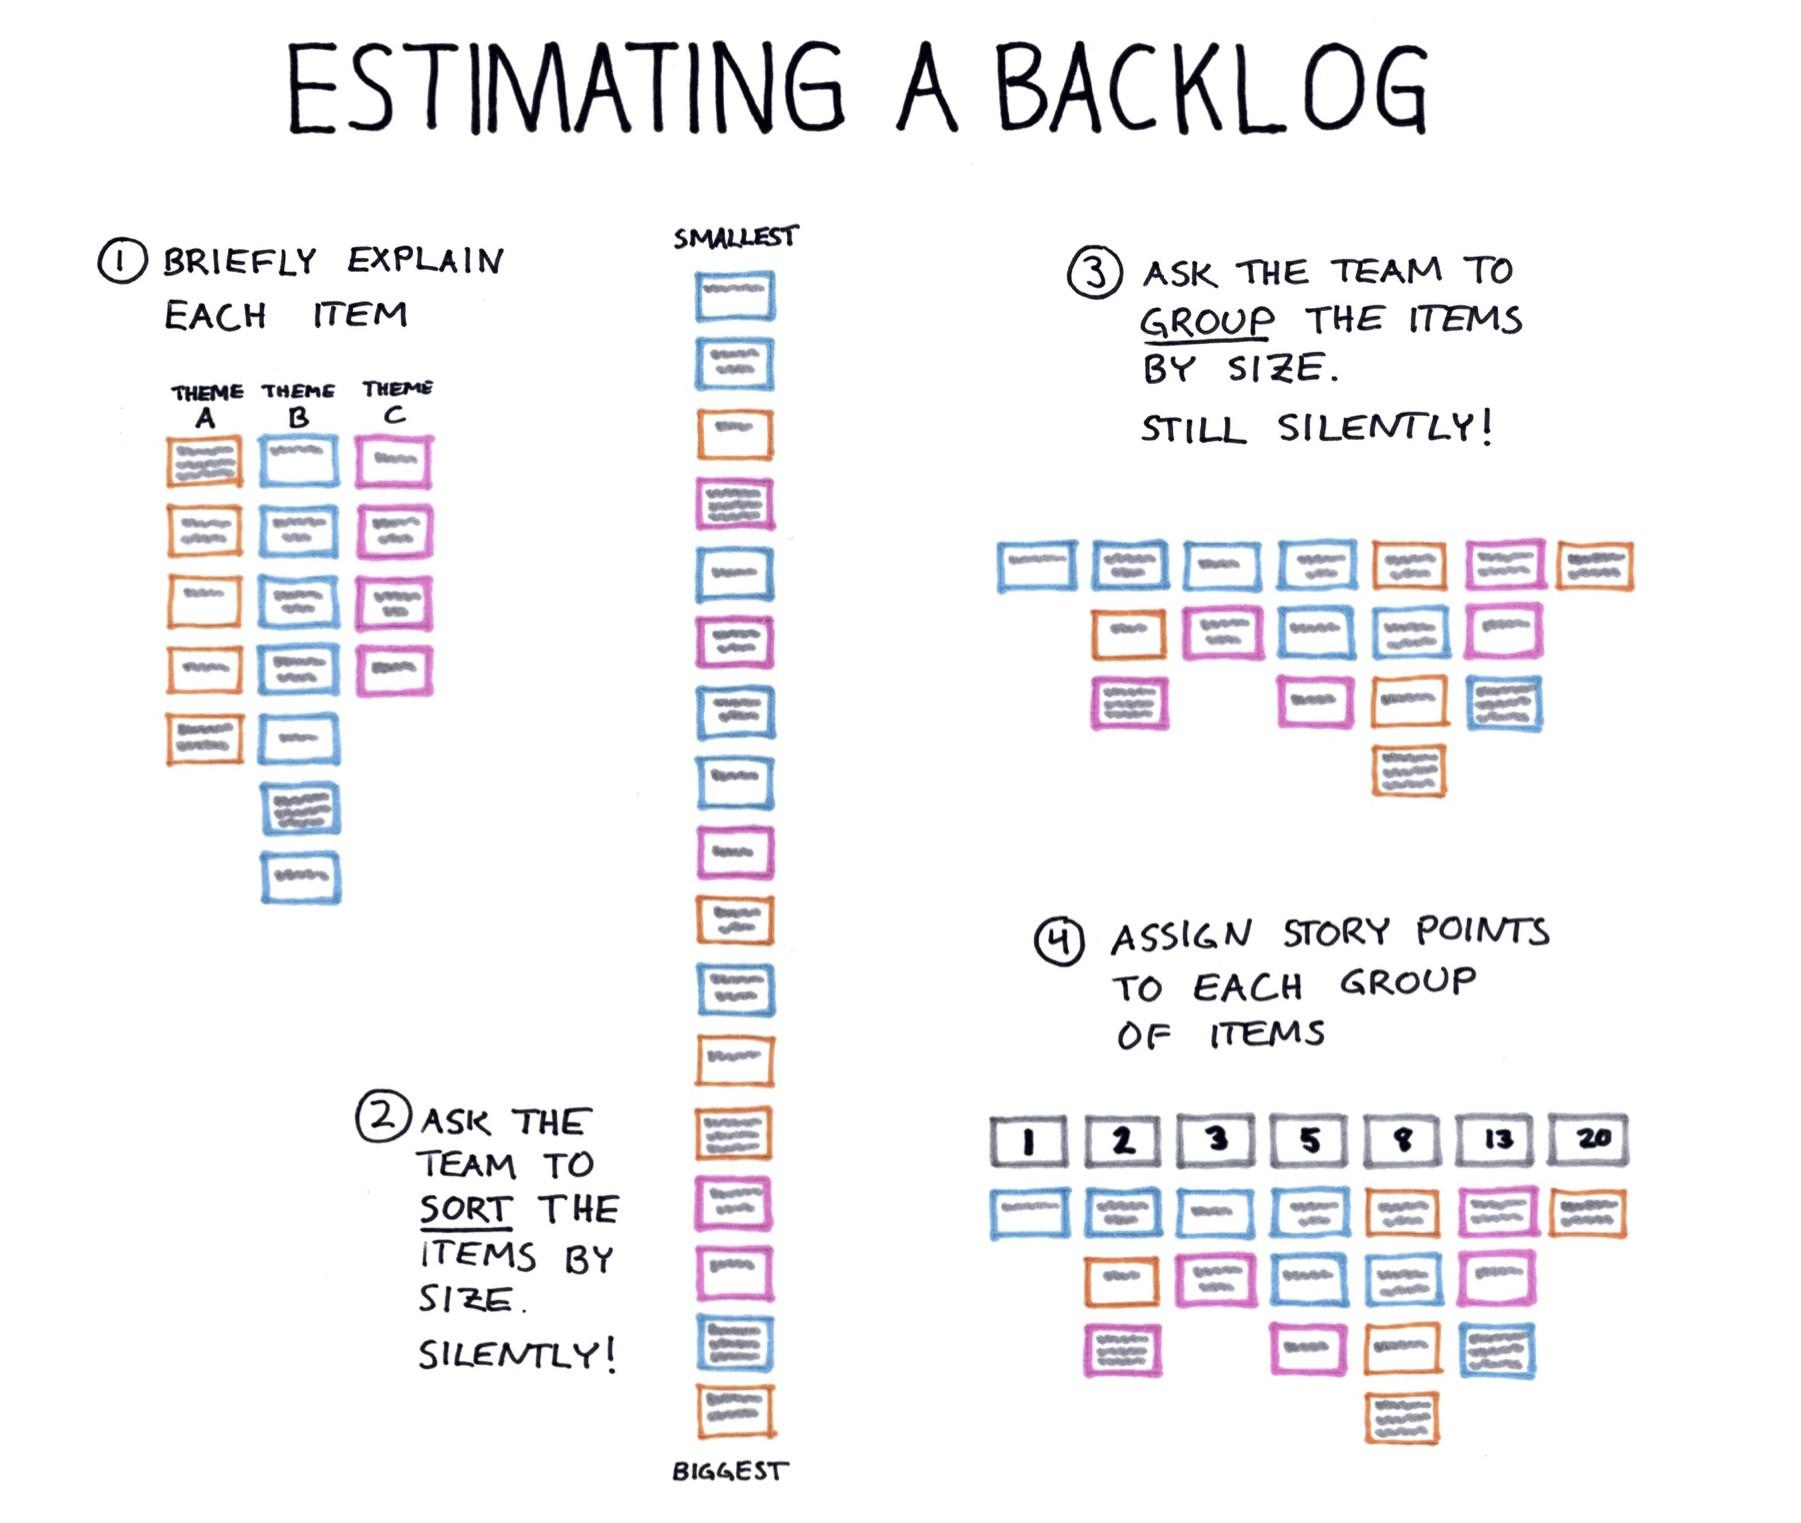 ESTIMATING A BACKLOG
1 BRIEFLY EXPLAIN
EACH ITEM
THEME THEME THEME
A B C
SMALLEST
BIGGEST
2 ASK THE
TEAM TO
SORT THE
ITEMS BY
SIZE.
SILENTLY!
3 ASK THE TEAM TO
GROUP THE ITEMS
BY SIZE.
STILL SILENTLY!
4 ASSIGN STORY POINTS
TO EACH GROUP
OF ITEMS
1 2 3 5 8 13 20